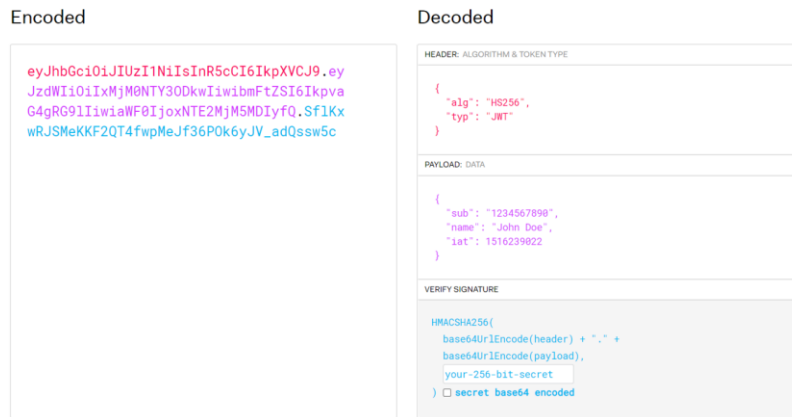 Encoded
eyJhbGciOiJIUzI1NiIsInR5cCI6IkpXVCJ9.ey
JzdWIiOiIxMjM0NTY3ODkwIiwibmFtZSI6Ikpva
G4gRG9lIiwiaWF0IjoxNTE2MjM5MDIyfQ.SflKx
wRJSMeKKF2QT4fwpMeJf36POk6yJV_adQssw5c
Decoded
HEADER: ALGORITHM & TOKEN TYPE
{
"alg": "HS256",
"typ": "JWT"
}
PAYLOAD: DATA
{
"sub": "1234567890",
"name": "John Doe",
"iat": 1516239022
}
VERIFY SIGNATURE
HMACSHA256(
base64UrlEncode(header) + "." +
base64UrlEncode(payload),
your-256-bit-secret
) secret base64 encoded